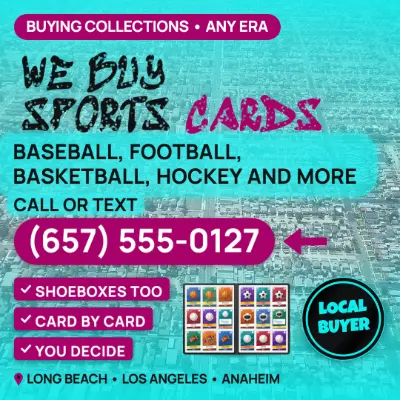 BUYING COLLECTIONS • ANY ERA
WE BUY
SPORTS CARDS
BASEBALL, FOOTBALL,
BASKETBALL, HOCKEY AND MORE
CALL OR TEXT
(657) 555-0127
SHOEBOXES TOO
CARD BY CARD
YOU DECIDE
LOCAL
BUYER
LONG BEACH • LOS ANGELES • ANAHEIM